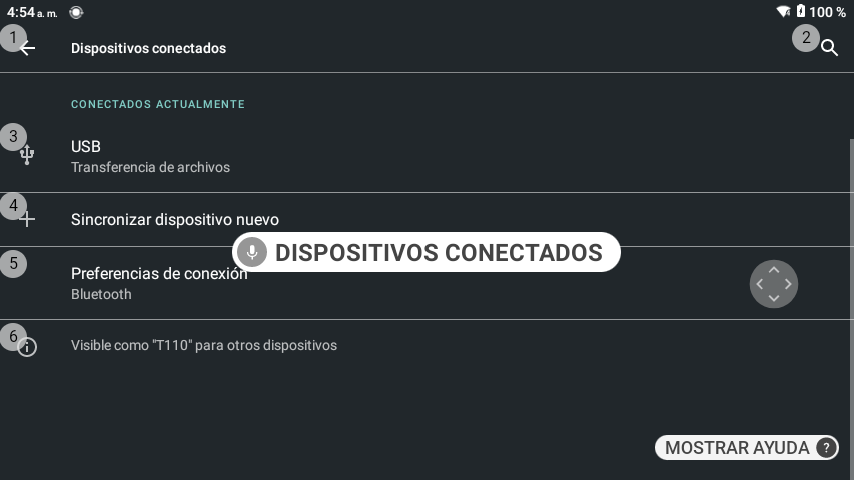 4:54 a. m.
100 %
1
Dispositivos conectados
2
CONECTADOS ACTUALMENTE
3
USB
Transferencia de archivos
4
Sincronizar dispositivo nuevo
DISPOSITIVOS CONECTADOS
5
Preferencias de conexión
Bluetooth
6
Visible como "T110" para otros dispositivos
MOSTRAR AYUDA ?